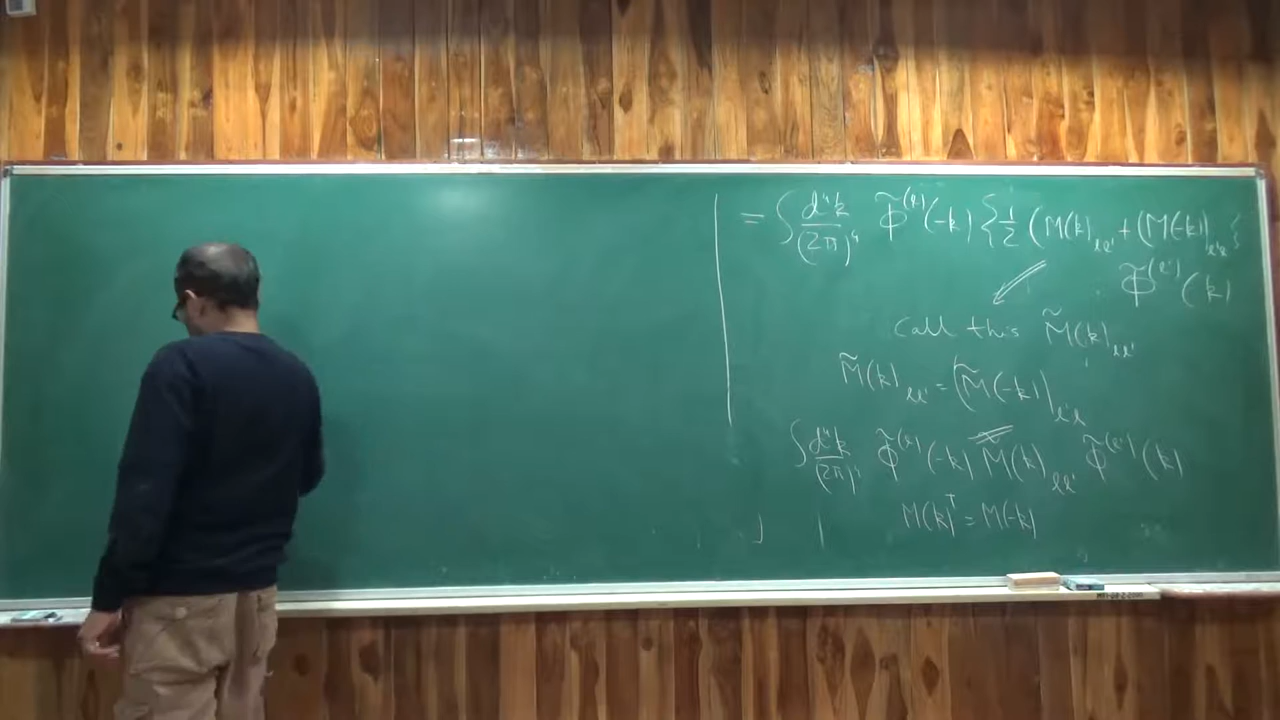 = ∫ d⁴k/(2π)⁴ Φ̃^(ℓ)(-k) {1/2 (M(k)_ℓℓ' + (M(-k))_ℓ'ℓ}
Φ̃^(ℓ')(k)
Call this M̃(k)_ℓℓ'
M̃(k)_ℓℓ' = (M̃(-k))_ℓ'ℓ
∫ d⁴k/(2π)⁴ Φ̃^(ℓ)(-k) M̃(k)_ℓℓ' Φ̃^(ℓ')(k)
M(k)^T = M(-k)